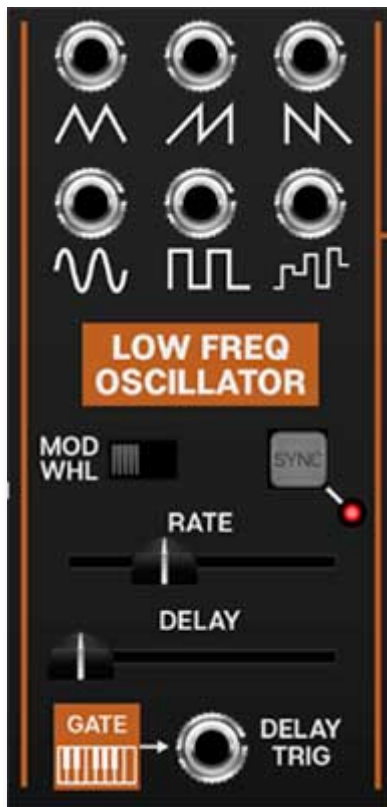 LOW FREQ
OSCILLATOR
MOD
WHL
SYNC
RATE
DELAY
GATE
DELAY
TRIG